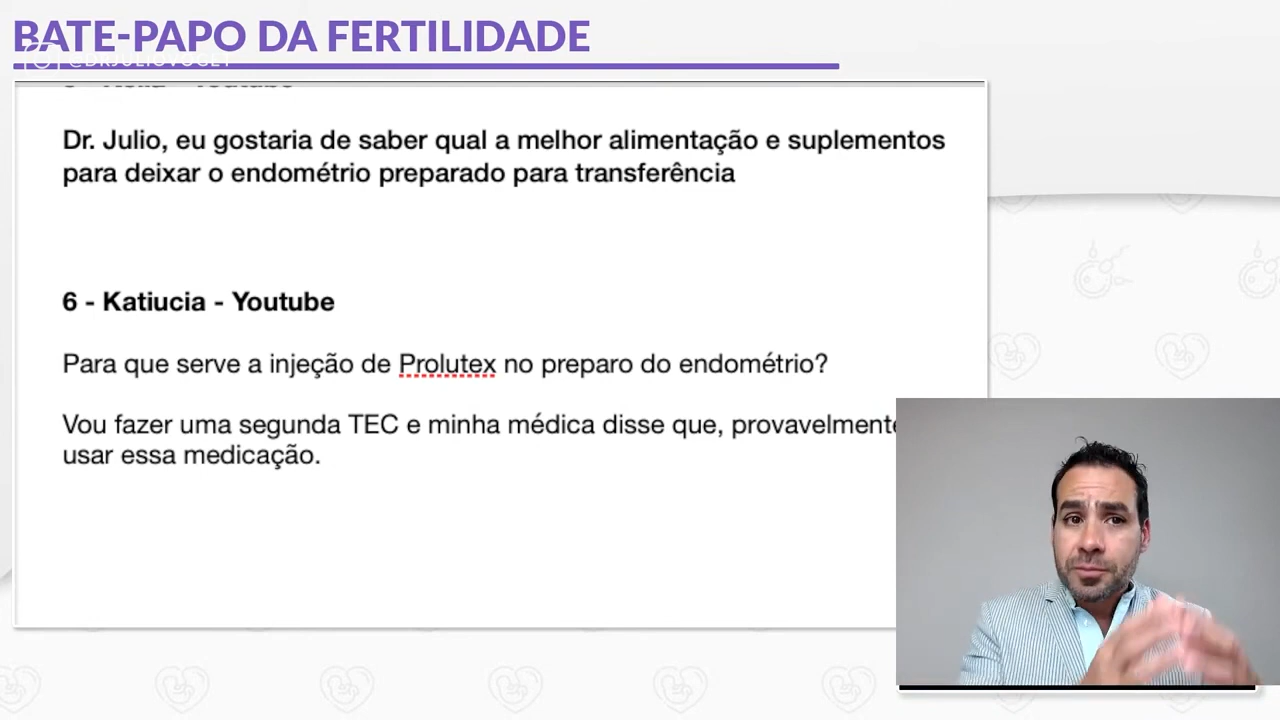 BATE-PAPO DA FERTILIDADE
@DRJULIOVOGET
Dr. Julio, eu gostaria de saber qual a melhor alimentação e suplementos
para deixar o endométrio preparado para transferência
6 - Katiucia - Youtube
Para que serve a injeção de Prolutex no preparo do endométrio?
Vou fazer uma segunda TEC e minha médica disse que, provavelmente
usar essa medicação.